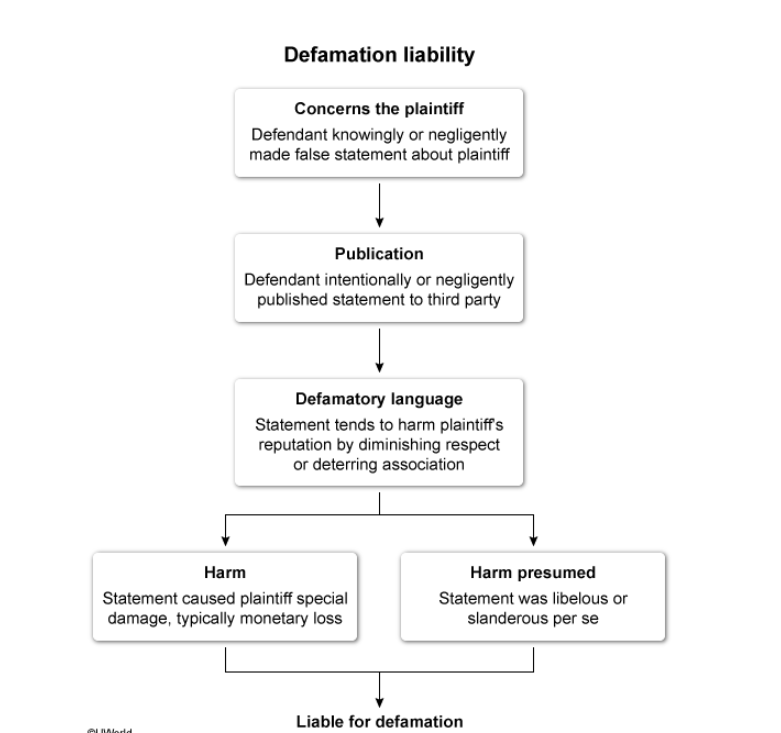 Defamation liability
Concerns the plaintiff
Defendant knowingly or negligently
made false statement about plaintiff
Publication
Defendant intentionally or negligently
published statement to third party
Defamatory language
Statement tends to harm plaintiff's
reputation by diminishing respect
or deterring association
Harm
Statement caused plaintiff special
damage, typically monetary loss
Harm presumed
Statement was libelous or
slanderous per se
Liable for defamation
©UWorld